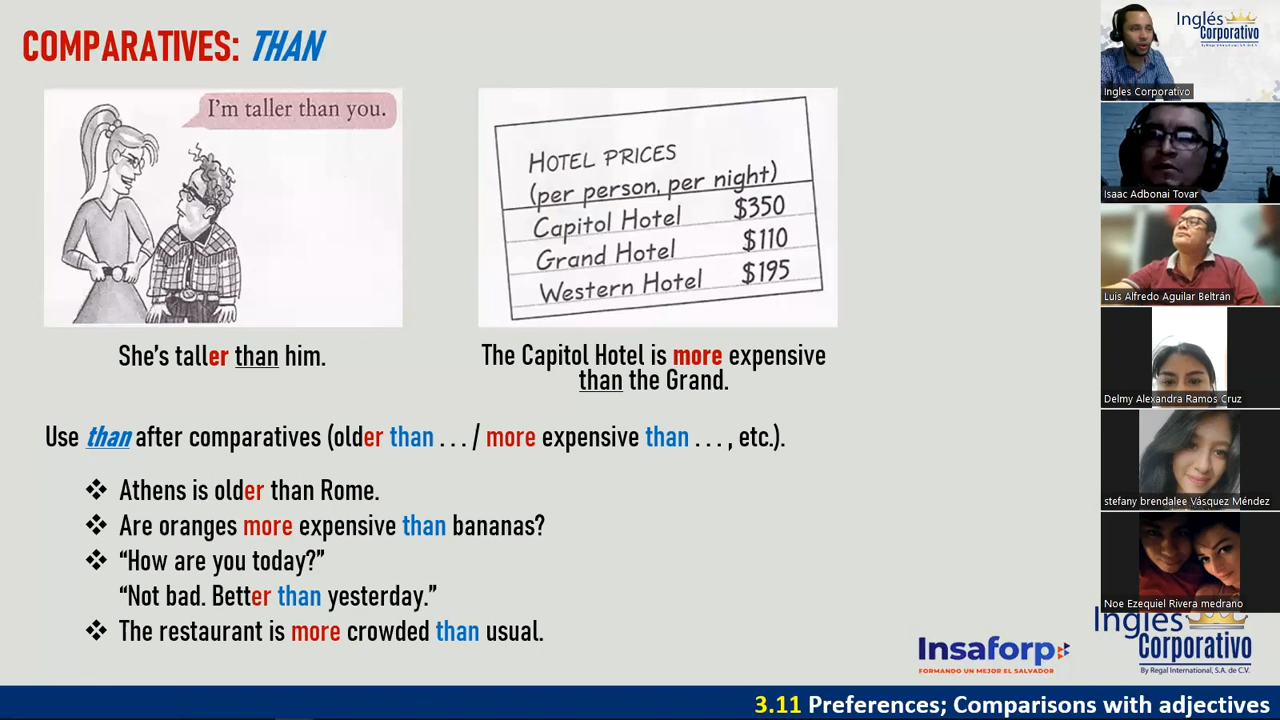 COMPARATIVES: THAN
I'm taller than you.
HOTEL PRICES
(per person, per night)
Capitol Hotel $350
Grand Hotel $110
Western Hotel $195
She's taller than him.
The Capitol Hotel is more expensive
than the Grand.
Use than after comparatives (older than . . . / more expensive than . . . , etc.).
❖ Athens is older than Rome.
❖ Are oranges more expensive than bananas?
❖ “How are you today?”
“Not bad. Better than yesterday.”
❖ The restaurant is more crowded than usual.
Insaforp
FORMANDO UN MEJOR EL SALVADOR
Inglés
Corporativo
By Regal International, S.A. de C.V.
3.11 Preferences; Comparisons with adjectives
Inglés
Corporativo
By Regal International, S.A. de C.V.
Ingles Corporativo
Isaac Adbonai Tovar
Luis Alfredo Aguilar Beltrán
Delmy Alexandra Ramos Cruz
stefany brendalee Vásquez Méndez
Noe Ezequiel Rivera medrano